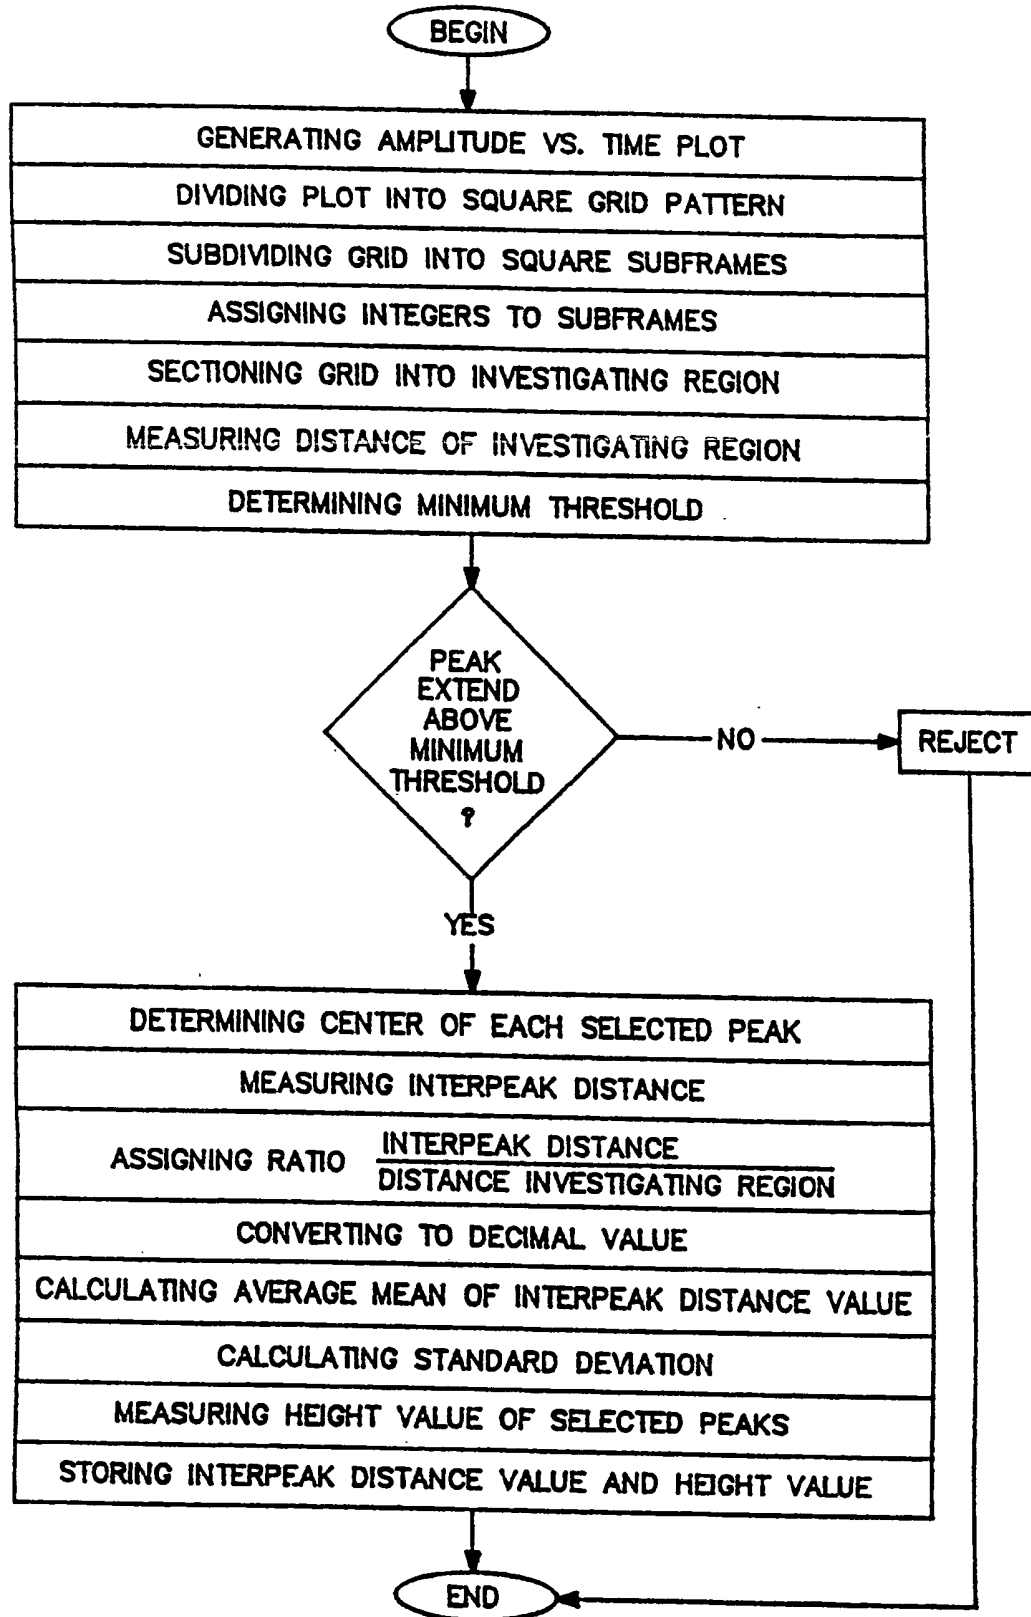 BEGIN
GENERATING AMPLITUDE VS. TIME PLOT
DIVIDING PLOT INTO SQUARE GRID PATTERN
SUBDIVIDING GRID INTO SQUARE SUBFRAMES
ASSIGNING INTEGERS TO SUBFRAMES
SECTIONING GRID INTO INVESTIGATING REGION
MEASURING DISTANCE OF INVESTIGATING REGION
DETERMINING MINIMUM THRESHOLD
PEAK
EXTEND
ABOVE
MINIMUM
THRESHOLD
?
NO
REJECT
YES
DETERMINING CENTER OF EACH SELECTED PEAK
MEASURING INTERPEAK DISTANCE
ASSIGNING RATIO INTERPEAK DISTANCE
DISTANCE INVESTIGATING REGION
CONVERTING TO DECIMAL VALUE
CALCULATING AVERAGE MEAN OF INTERPEAK DISTANCE VALUE
CALCULATING STANDARD DEVIATION
MEASURING HEIGHT VALUE OF SELECTED PEAKS
STORING INTERPEAK DISTANCE VALUE AND HEIGHT VALUE
END